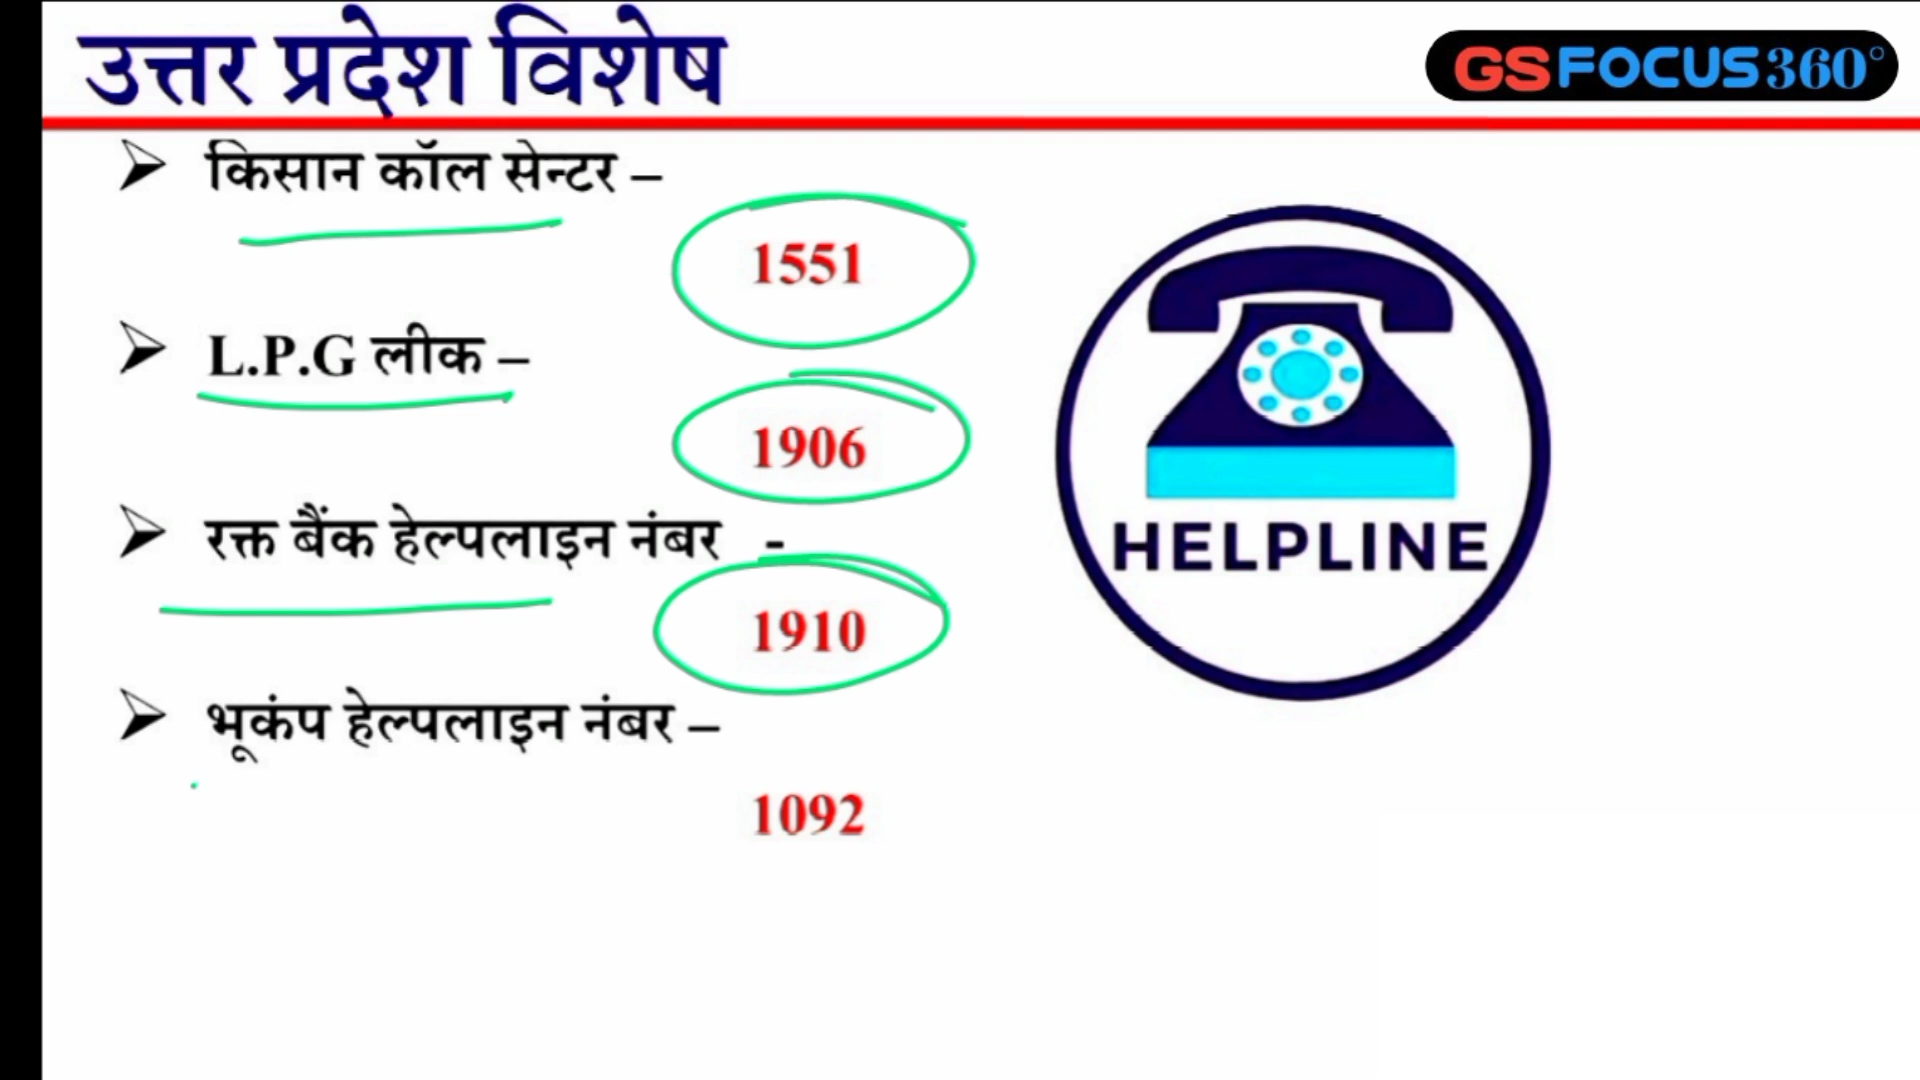 उत्तर प्रदेश विशेष
GSFOCUS360°
➢ किसान कॉल सेन्टर –
1551
➢ L.P.G लीक –
1906
➢ रक्त बैंक हेल्पलाइन नंबर -
1910
➢ भूकंप हेल्पलाइन नंबर –
1092
HELPLINE